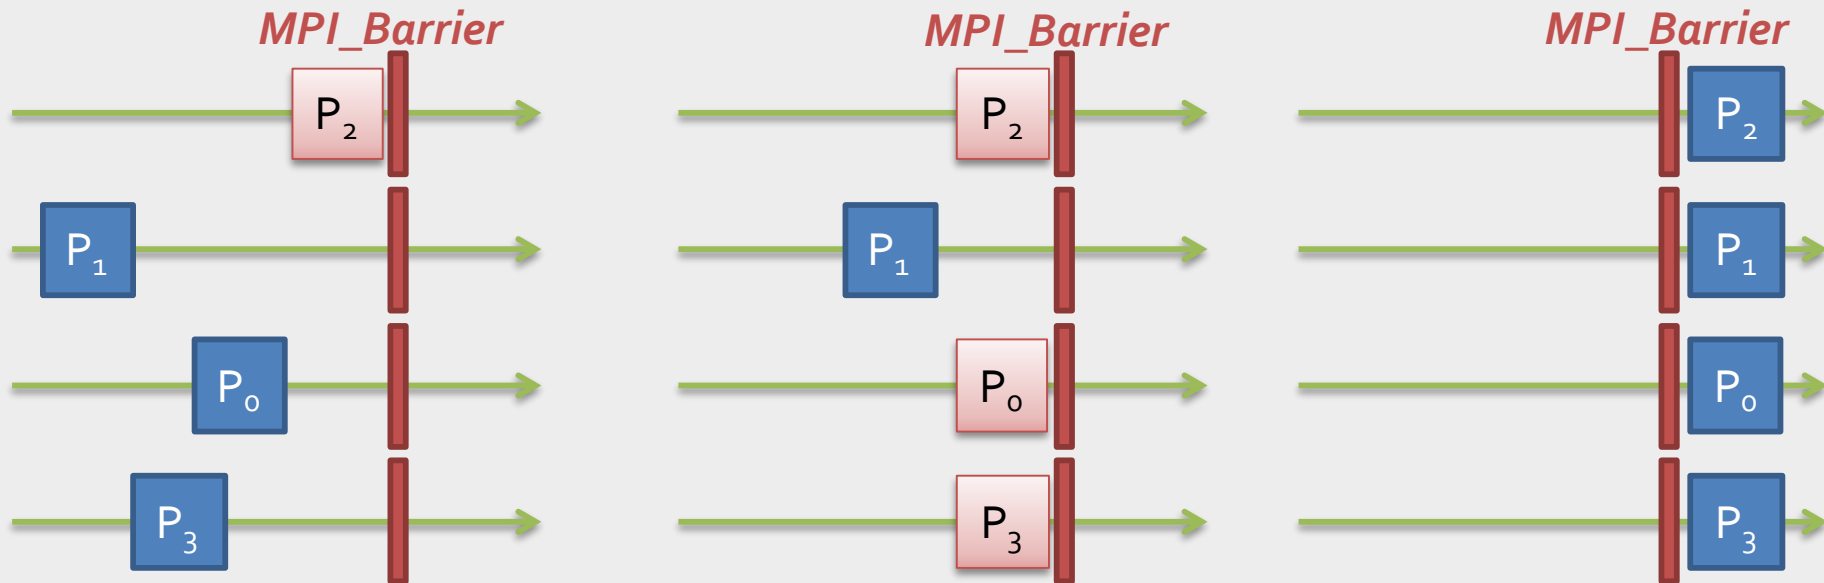 MPI_Barrier MPI_Barrier MPI_Barrier
P2 P2 P2
P1 P1 P1
P0 P0 P0
P3 P3 P3